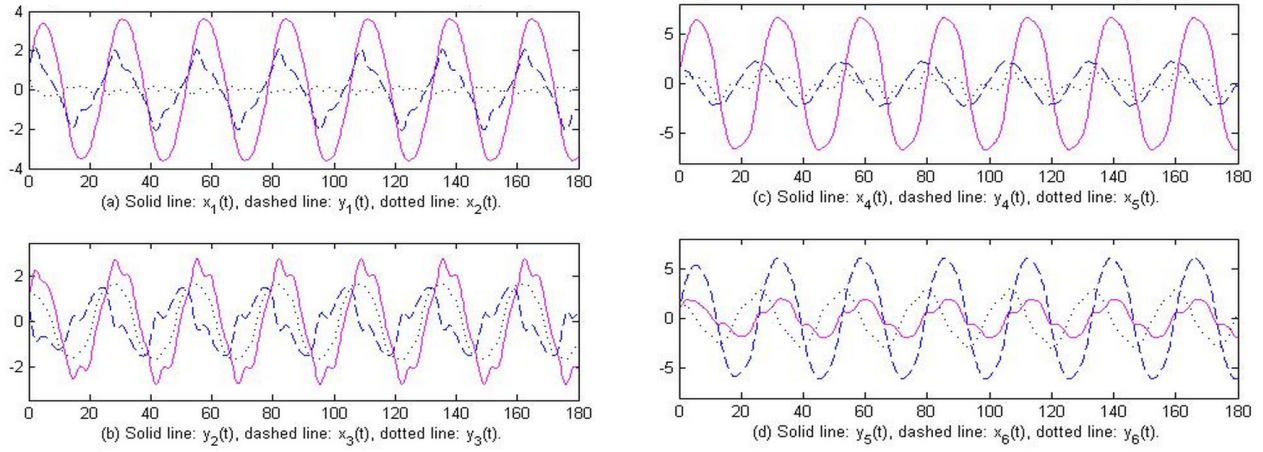 4
2
0
-2
-4
0 20 40 60 80 100 120 140 160 180
(a) Solid line: x₁(t), dashed line: y₁(t), dotted line: x₂(t).
2
0
-2
0 20 40 60 80 100 120 140 160 180
(b) Solid line: y₂(t), dashed line: x₃(t), dotted line: y₃(t).
5
0
-5
0 20 40 60 80 100 120 140 160 180
(c) Solid line: x₄(t), dashed line: y₄(t), dotted line: x₅(t).
5
0
-5
0 20 40 60 80 100 120 140 160 180
(d) Solid line: y₅(t), dashed line: x₆(t), dotted line: y₆(t).